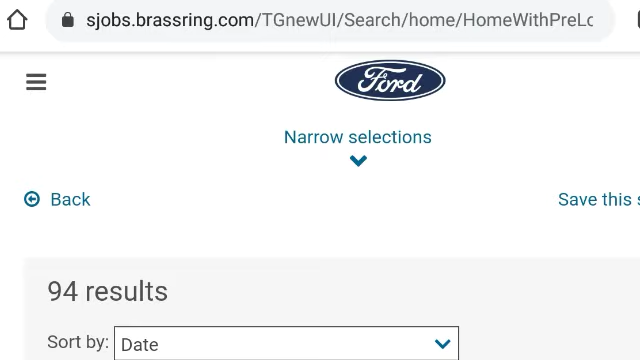 sjobs.brassring.com/TGnewUI/Search/home/HomeWithPreLo
Ford
Narrow selections
Back
Save this s
94 results
Sort by: Date